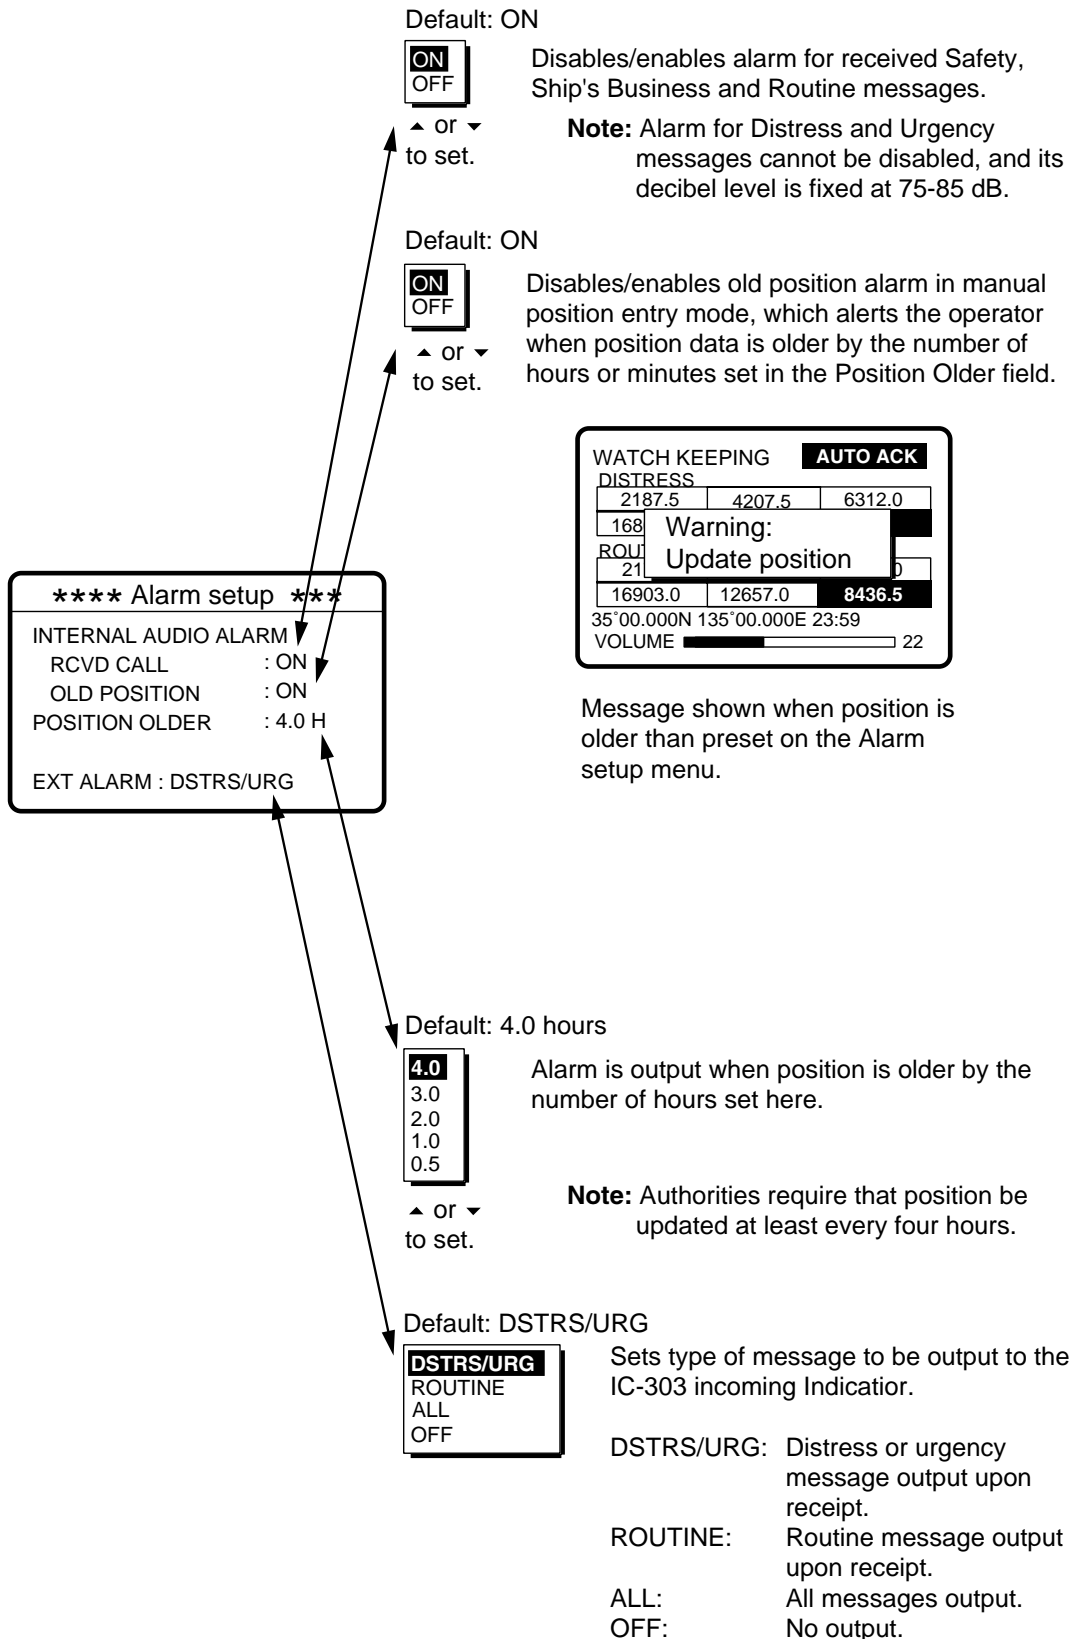 Default: ON
ON
OFF
▲ or ▼
to set.
Disables/enables alarm for received Safety,
Ship's Business and Routine messages.
Note: Alarm for Distress and Urgency
messages cannot be disabled, and its
decibel level is fixed at 75-85 dB.
Default: ON
ON
OFF
▲ or ▼
to set.
Disables/enables old position alarm in manual
position entry mode, which alerts the operator
when position data is older by the number of
hours or minutes set in the Position Older field.
WATCH KEEPING AUTO ACK
DISTRESS
2187.5 4207.5 6312.0
168
Warning:
Update position
ROUT
21 0
16903.0 12657.0 8436.5
35°00.000N 135°00.000E 23:59
VOLUME 22
Message shown when position is
older than preset on the Alarm
setup menu.
**** Alarm setup ***
INTERNAL AUDIO ALARM
RCVD CALL : ON
OLD POSITION : ON
POSITION OLDER : 4.0 H
EXT ALARM : DSTRS/URG
Default: 4.0 hours
4.0
3.0
2.0
1.0
0.5
▲ or ▼
to set.
Alarm is output when position is older by the
number of hours set here.
Note: Authorities require that position be
updated at least every four hours.
Default: DSTRS/URG
DSTRS/URG
ROUTINE
ALL
OFF
Sets type of message to be output to the
IC-303 incoming Indicatior.
DSTRS/URG: Distress or urgency
message output upon
receipt.
ROUTINE: Routine message output
upon receipt.
ALL: All messages output.
OFF: No output.